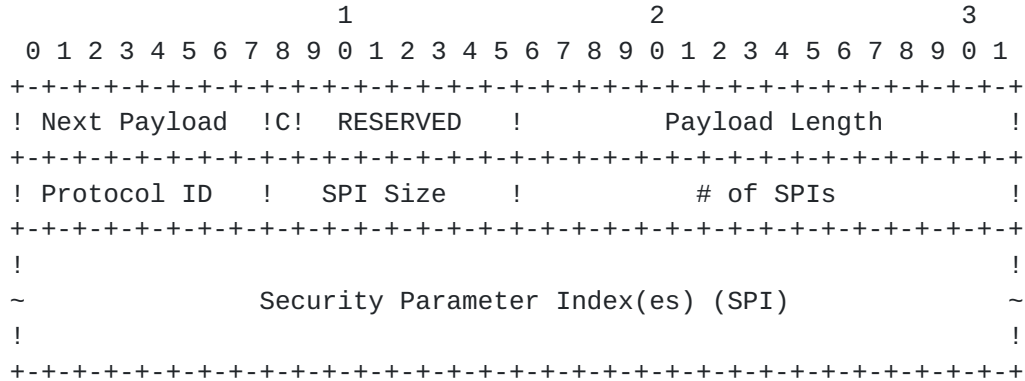 1                   2                   3
 0 1 2 3 4 5 6 7 8 9 0 1 2 3 4 5 6 7 8 9 0 1 2 3 4 5 6 7 8 9 0 1
+-+-+-+-+-+-+-+-+-+-+-+-+-+-+-+-+-+-+-+-+-+-+-+-+-+-+-+-+-+-+-+-+
! Next Payload  !C!  RESERVED   !         Payload Length        !
+-+-+-+-+-+-+-+-+-+-+-+-+-+-+-+-+-+-+-+-+-+-+-+-+-+-+-+-+-+-+-+-+
! Protocol ID   !   SPI Size    !           # of SPIs           !
+-+-+-+-+-+-+-+-+-+-+-+-+-+-+-+-+-+-+-+-+-+-+-+-+-+-+-+-+-+-+-+-+
!                                                               !
~               Security Parameter Index(es) (SPI)              ~
!                                                               !
+-+-+-+-+-+-+-+-+-+-+-+-+-+-+-+-+-+-+-+-+-+-+-+-+-+-+-+-+-+-+-+-+